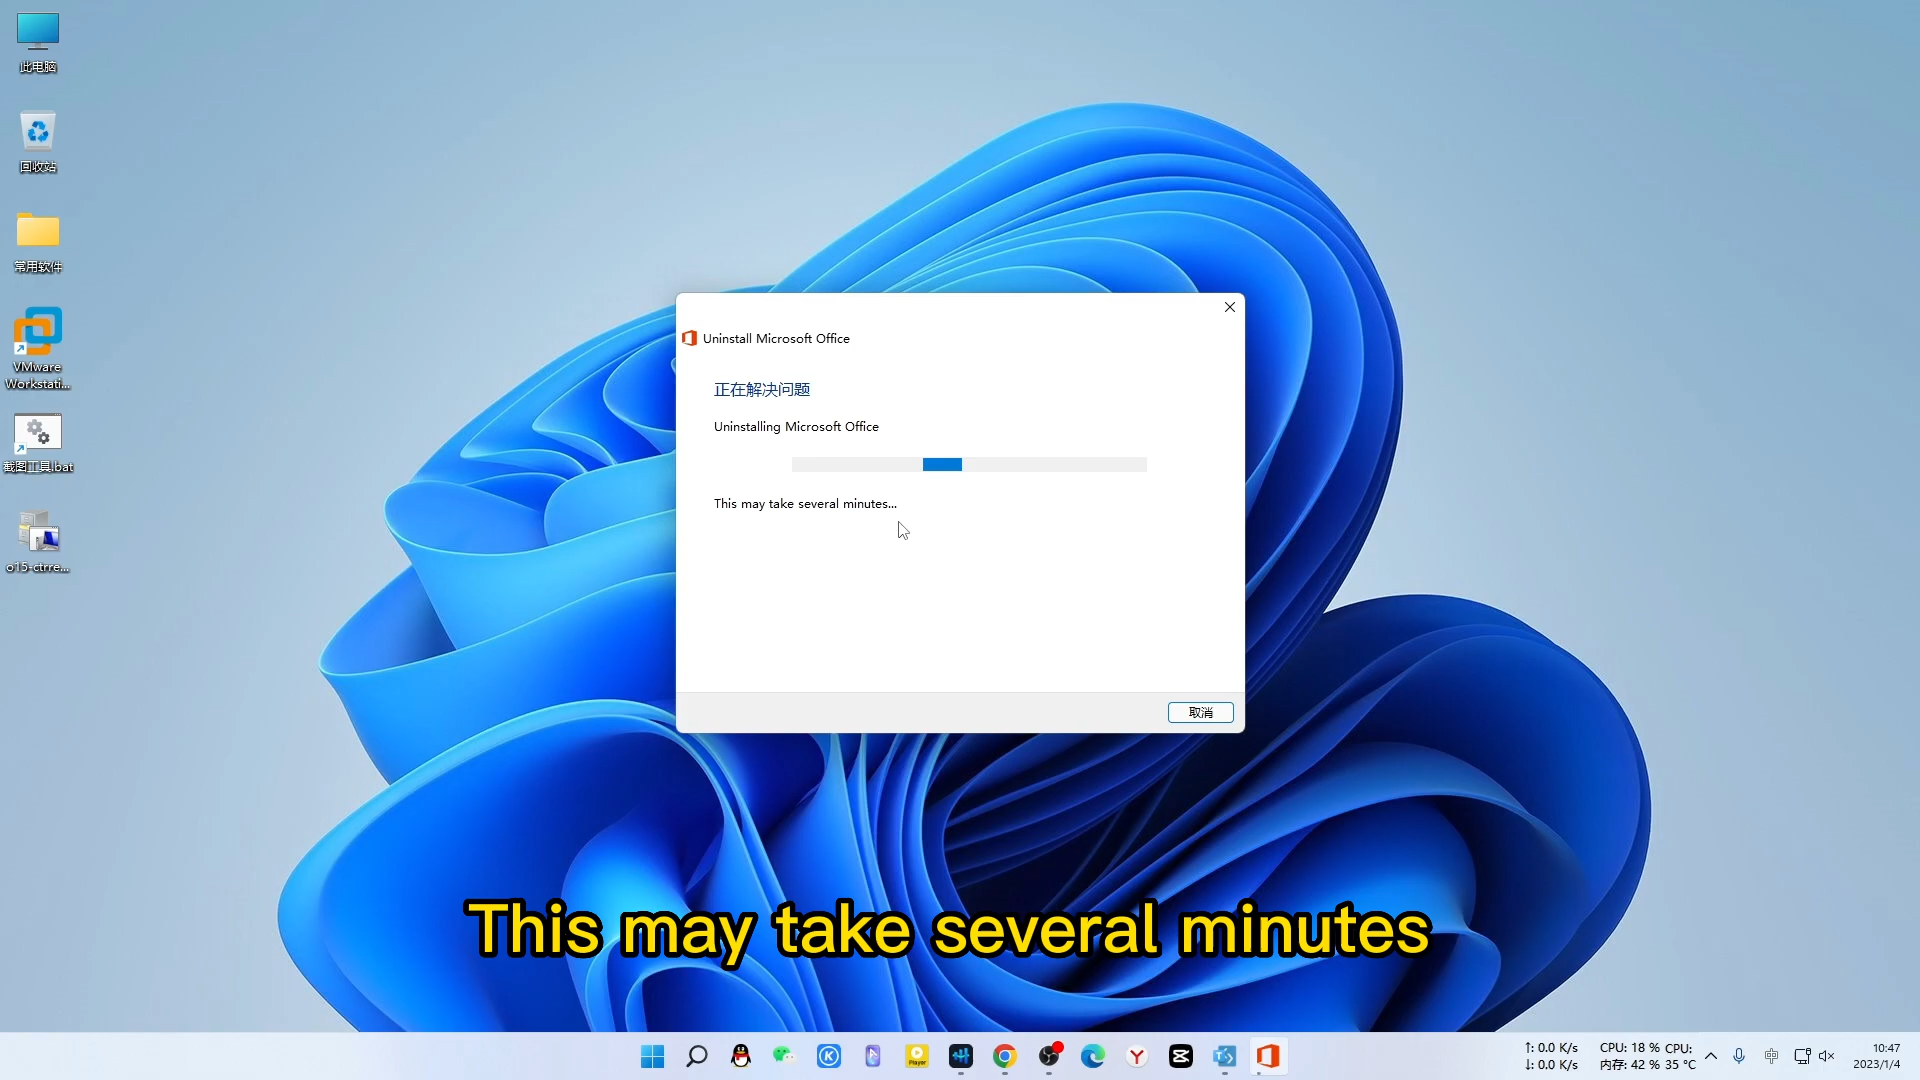 此电脑
回收站
常用软件
VMware
Workstati...
截图工具.bat
o15-ctrre...
Uninstall Microsoft Office
正在解决问题
Uninstalling Microsoft Office
This may take several minutes...
取消
This may take several minutes
Player
↑: 0.0 K/s
↓: 0.0 K/s
CPU: 18 % CPU:
内存: 42 % 35 °C
中
10:47
2023/1/4